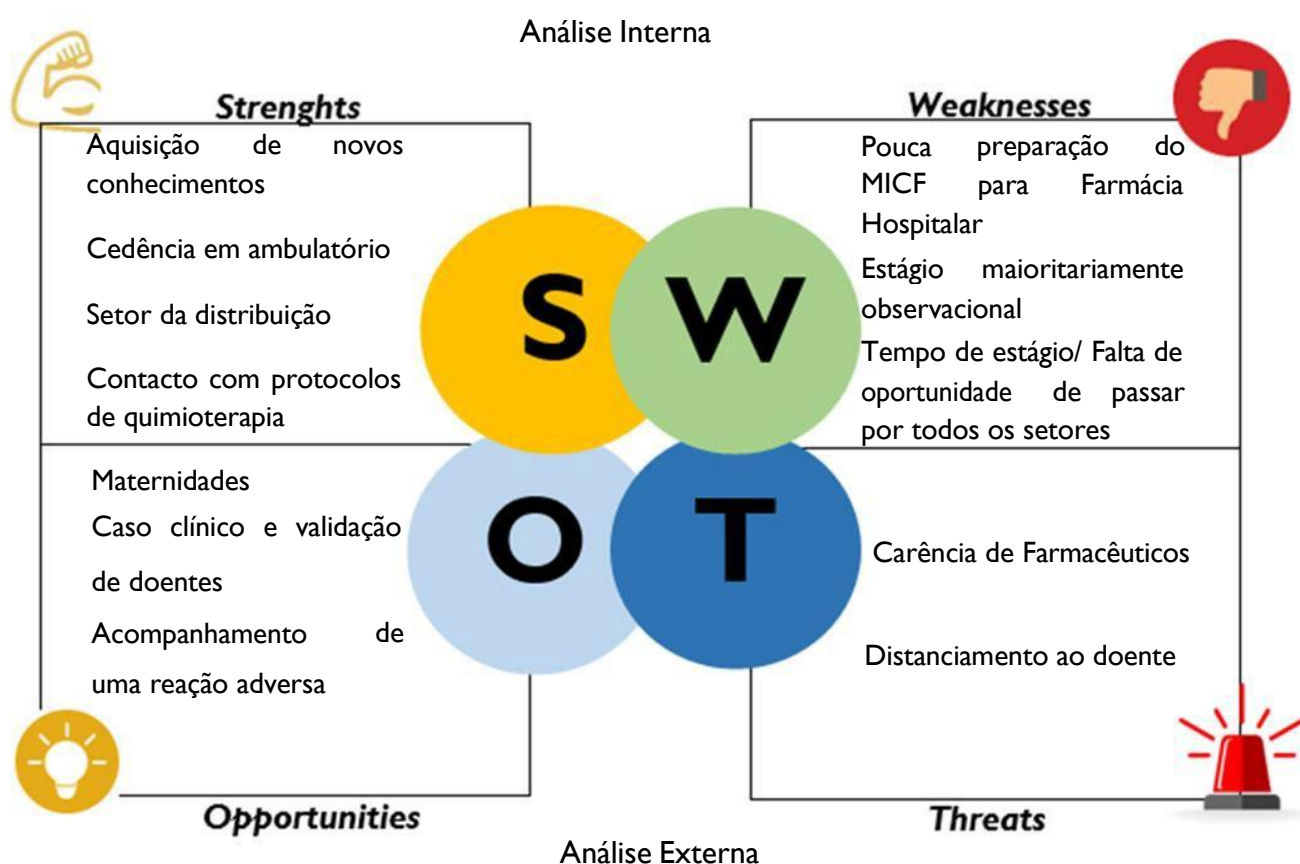 Análise Interna
Strenghts
Aquisição de novos
conhecimentos
Cedência em ambulatório
Setor da distribuição
Contacto com protocolos
de quimioterapia
Weaknesses
Pouca preparação do
MICF para Farmácia
Hospitalar
Estágio maioritariamente
observacional
Tempo de estágio/ Falta de
oportunidade de passar
por todos os setores
S
W
O
T
Maternidades
Caso clínico e validação
de doentes
Acompanhamento de
uma reação adversa
Opportunities
Carência de Farmacêuticos
Distanciamento ao doente
Threats
Análise Externa